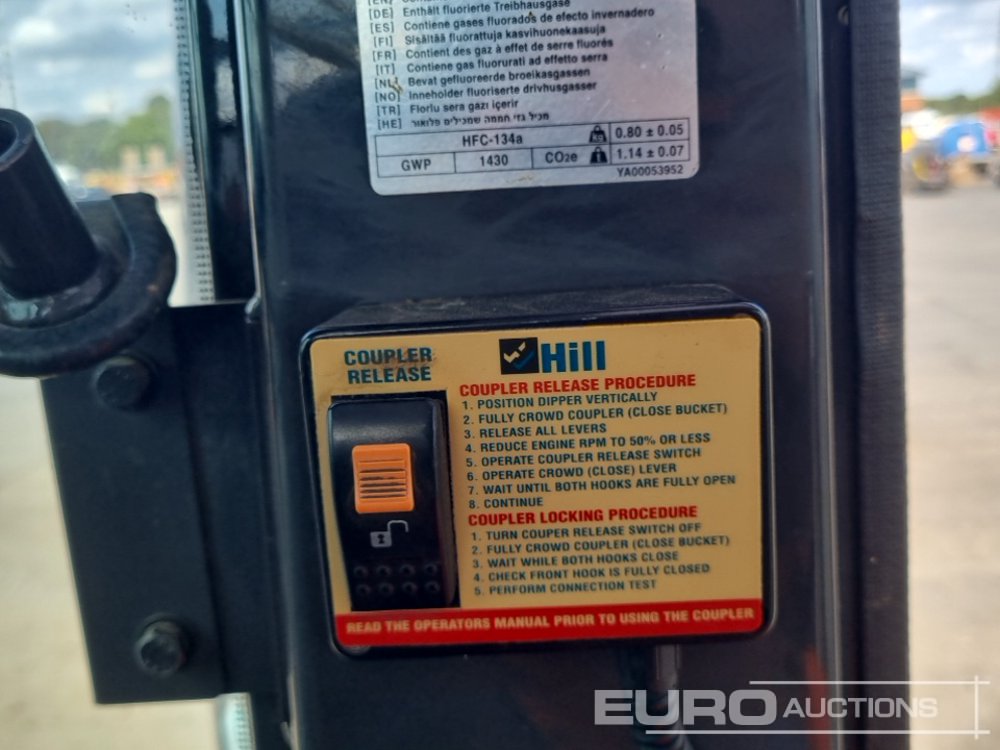 [DE] Enthält fluorierte Treibhausgase
[ES] Contiene gases fluorados de efecto invernadero
[FI] Sisältää fluorattuja kasvihuonekaasuja
[FR] Contient des gaz à effet de serre fluorés
[IT] Contiene gas fluorurati ad effetto serra
[NL] Bevat gefluoreerde broeikasgassen
[NO] Inneholder fluoriserte drivhusgasser
[TR] Florlu sera gazı içerir
[HE] מכיל גזי חממה שמכילים פלואור
HFC-134a kg 0.80 ± 0.05
GWP 1430 CO2e t 1.14 ± 0.07
YA00053952
COUPLER
RELEASE
Hill
COUPLER RELEASE PROCEDURE
1. POSITION DIPPER VERTICALLY
2. FULLY CROWD COUPLER (CLOSE BUCKET)
3. RELEASE ALL LEVERS
4. REDUCE ENGINE RPM TO 50% OR LESS
5. OPERATE COUPLER RELEASE SWITCH
6. OPERATE CROWD (CLOSE) LEVER
7. WAIT UNTIL BOTH HOOKS ARE FULLY OPEN
8. CONTINUE
COUPLER LOCKING PROCEDURE
1. TURN COUPER RELEASE SWITCH OFF
2. FULLY CROWD COUPLER (CLOSE BUCKET)
3. WAIT WHILE BOTH HOOKS CLOSE
4. CHECK FRONT HOOK IS FULLY CLOSED
5. PERFORM CONNECTION TEST
READ THE OPERATORS MANUAL PRIOR TO USING THE COUPLER
EURO AUCTIONS